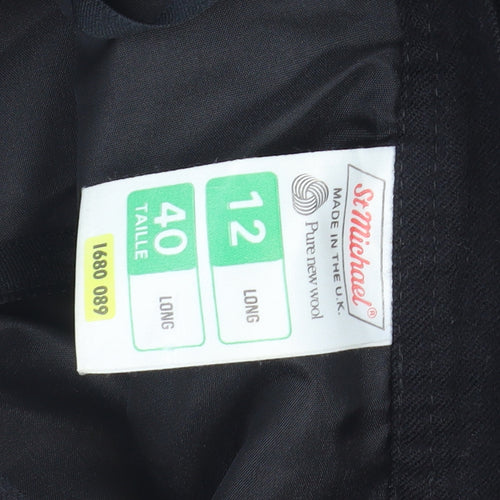 St Michael®
MADE IN THE U.K.
Pure new wool
12
LONG
40
TAILLE
LONG
1680 089